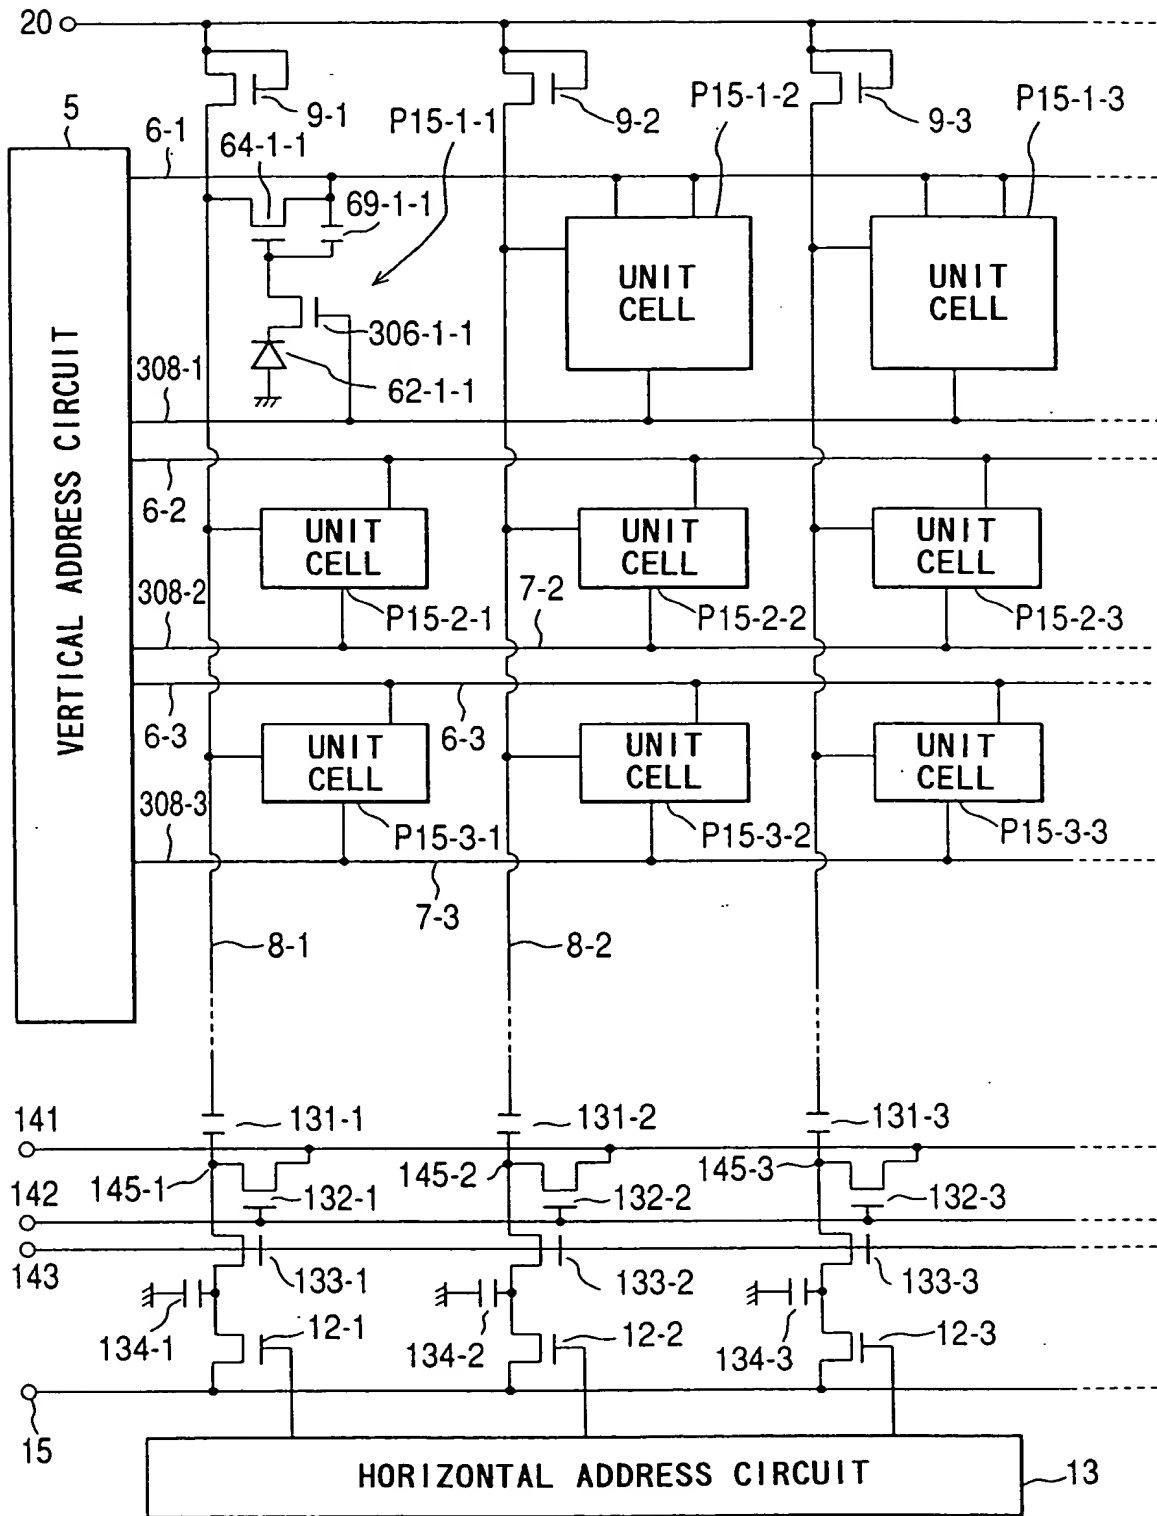 20
5
6-1
9-1
P15-1-1
64-1-1
69-1-1
9-2
P15-1-2
9-3
P15-1-3
UNIT
CELL
UNIT
CELL
306-1-1
62-1-1
308-1
VERTICAL ADDRESS CIRCUIT
6-2
UNIT
CELL
UNIT
CELL
UNIT
CELL
308-2
P15-2-1
7-2
P15-2-2
P15-2-3
6-3
6-3
UNIT
CELL
UNIT
CELL
UNIT
CELL
308-3
P15-3-1
P15-3-2
P15-3-3
7-3
8-1
8-2
141
131-1
131-2
131-3
145-1
145-2
145-3
142
132-1
132-2
132-3
143
133-1
133-2
133-3
134-1
12-1
134-2
12-2
134-3
12-3
15
HORIZONTAL ADDRESS CIRCUIT
13